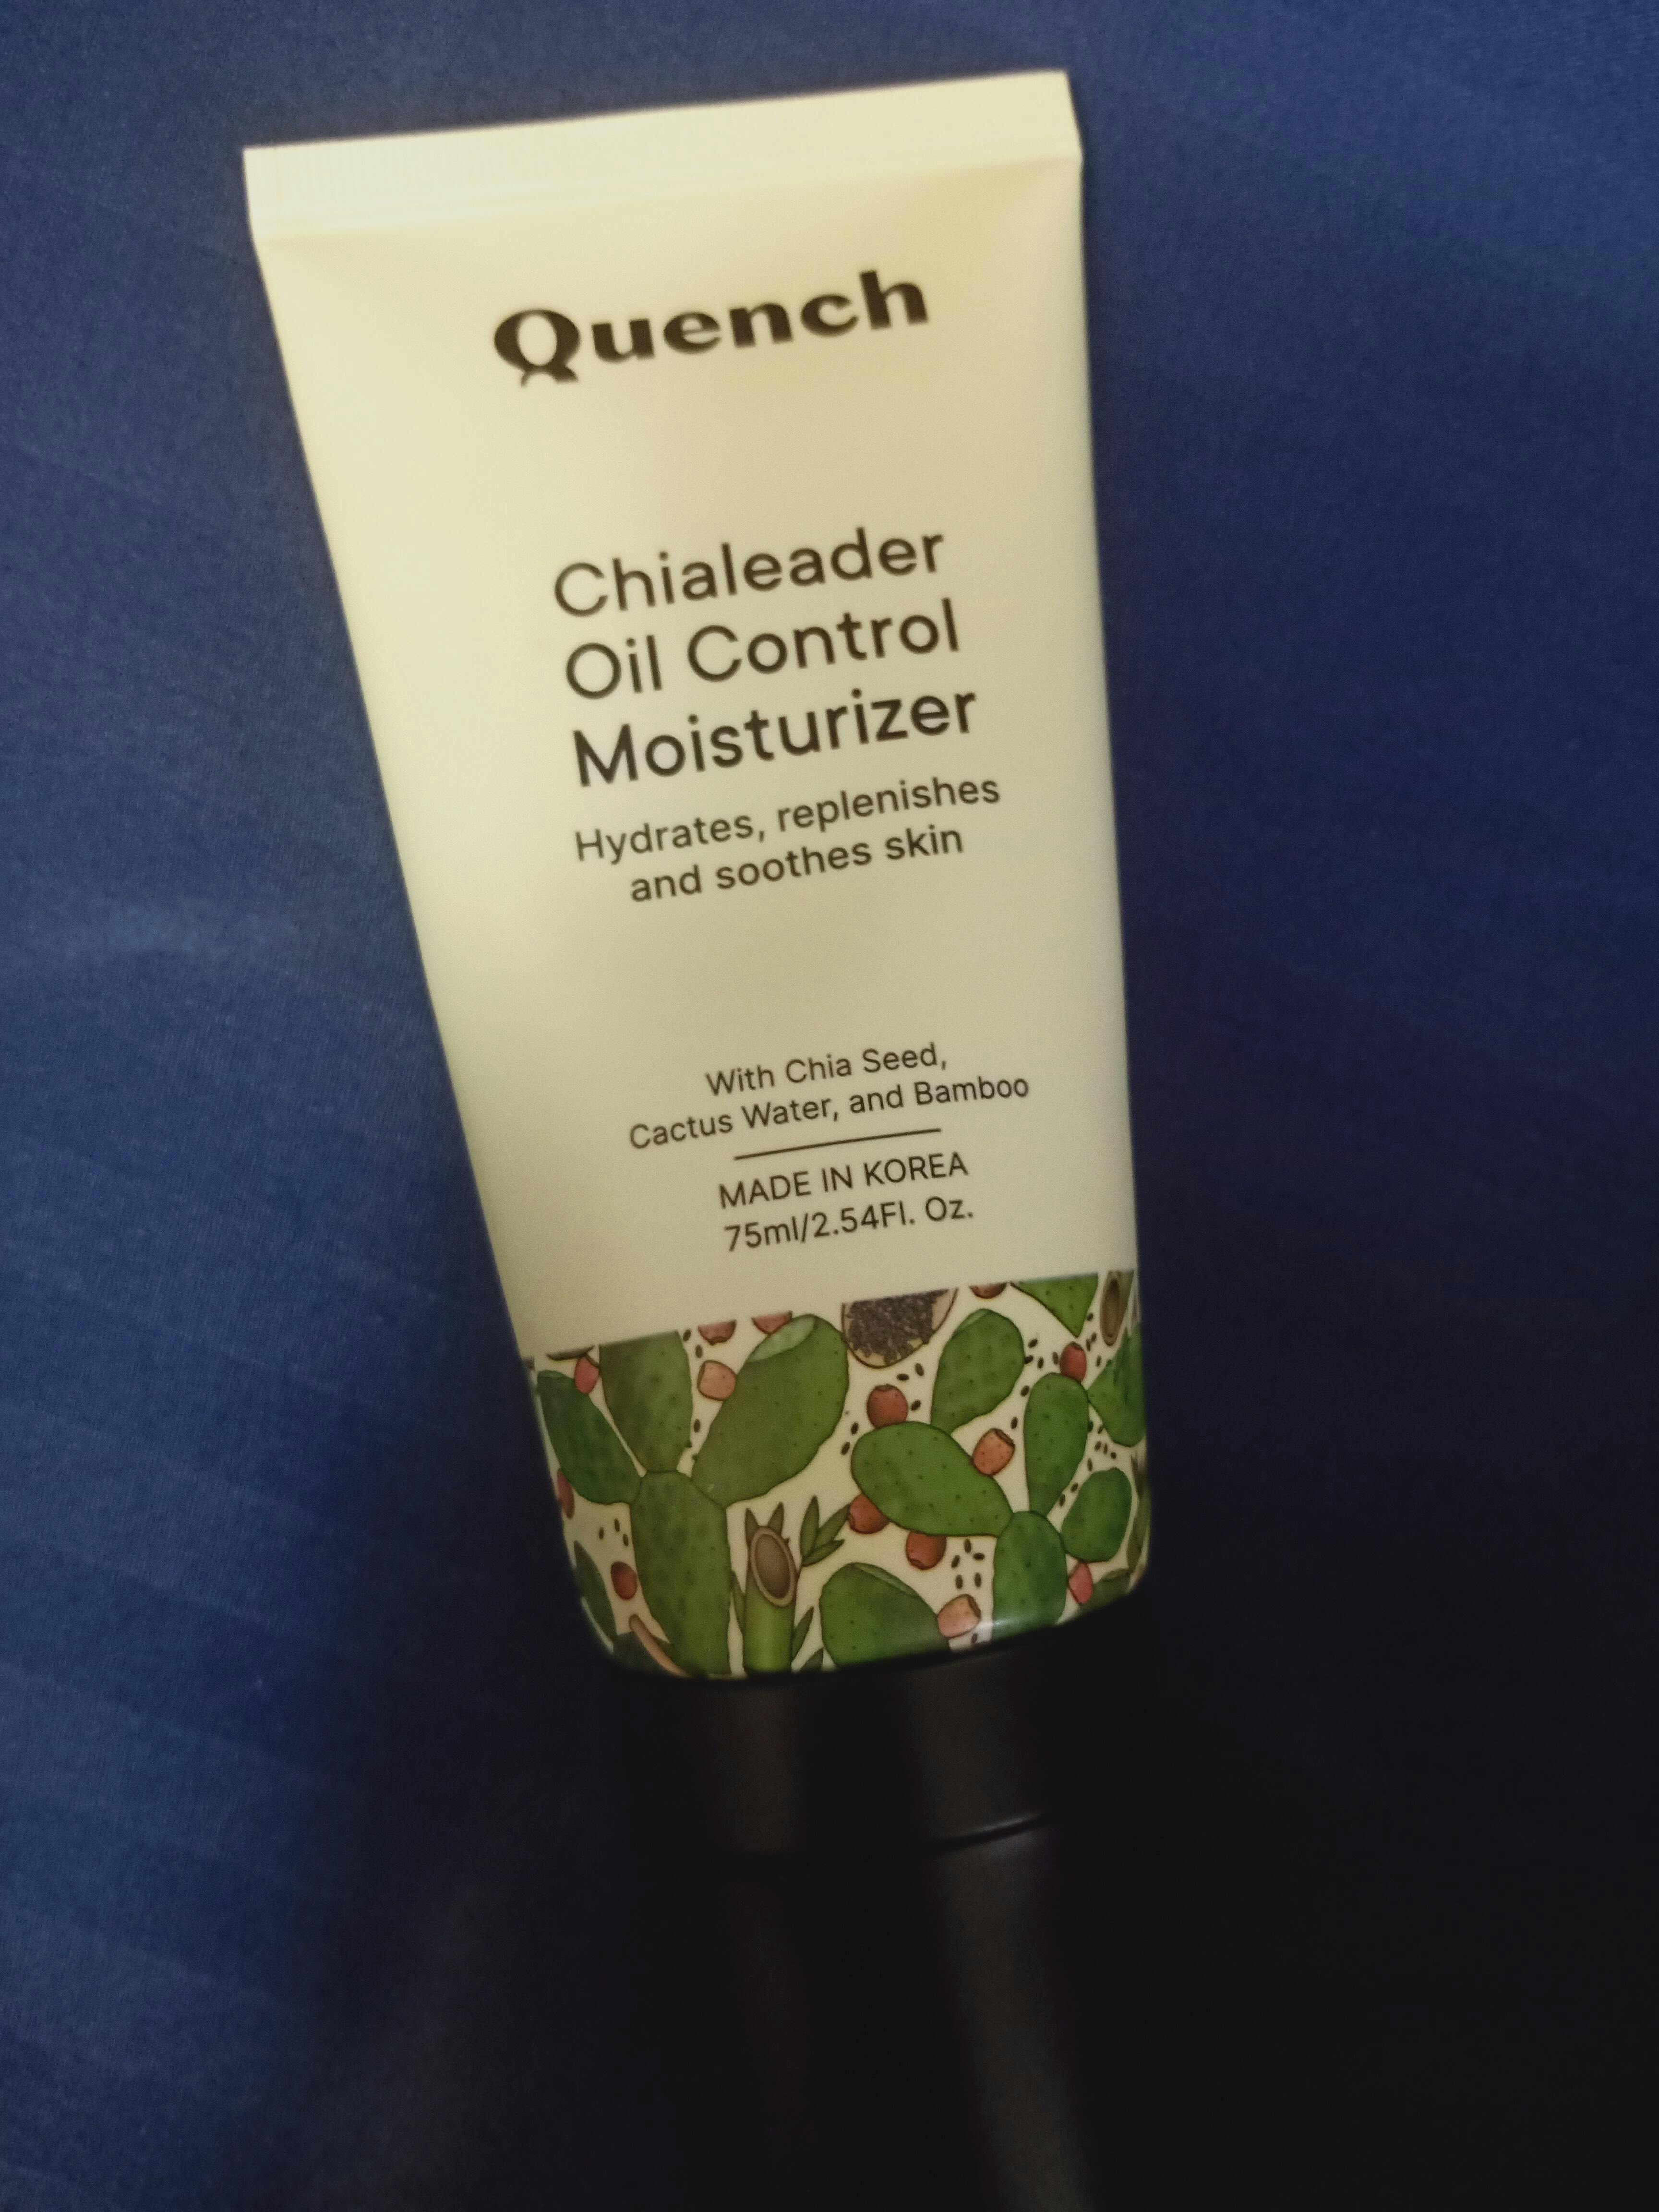 Quench
Chialeader
Oil Control
Moisturizer
Hydrates, replenishes
and soothes skin
With Chia Seed,
Cactus Water, and Bamboo
MADE IN KOREA
75ml/2.54Fl. Oz.